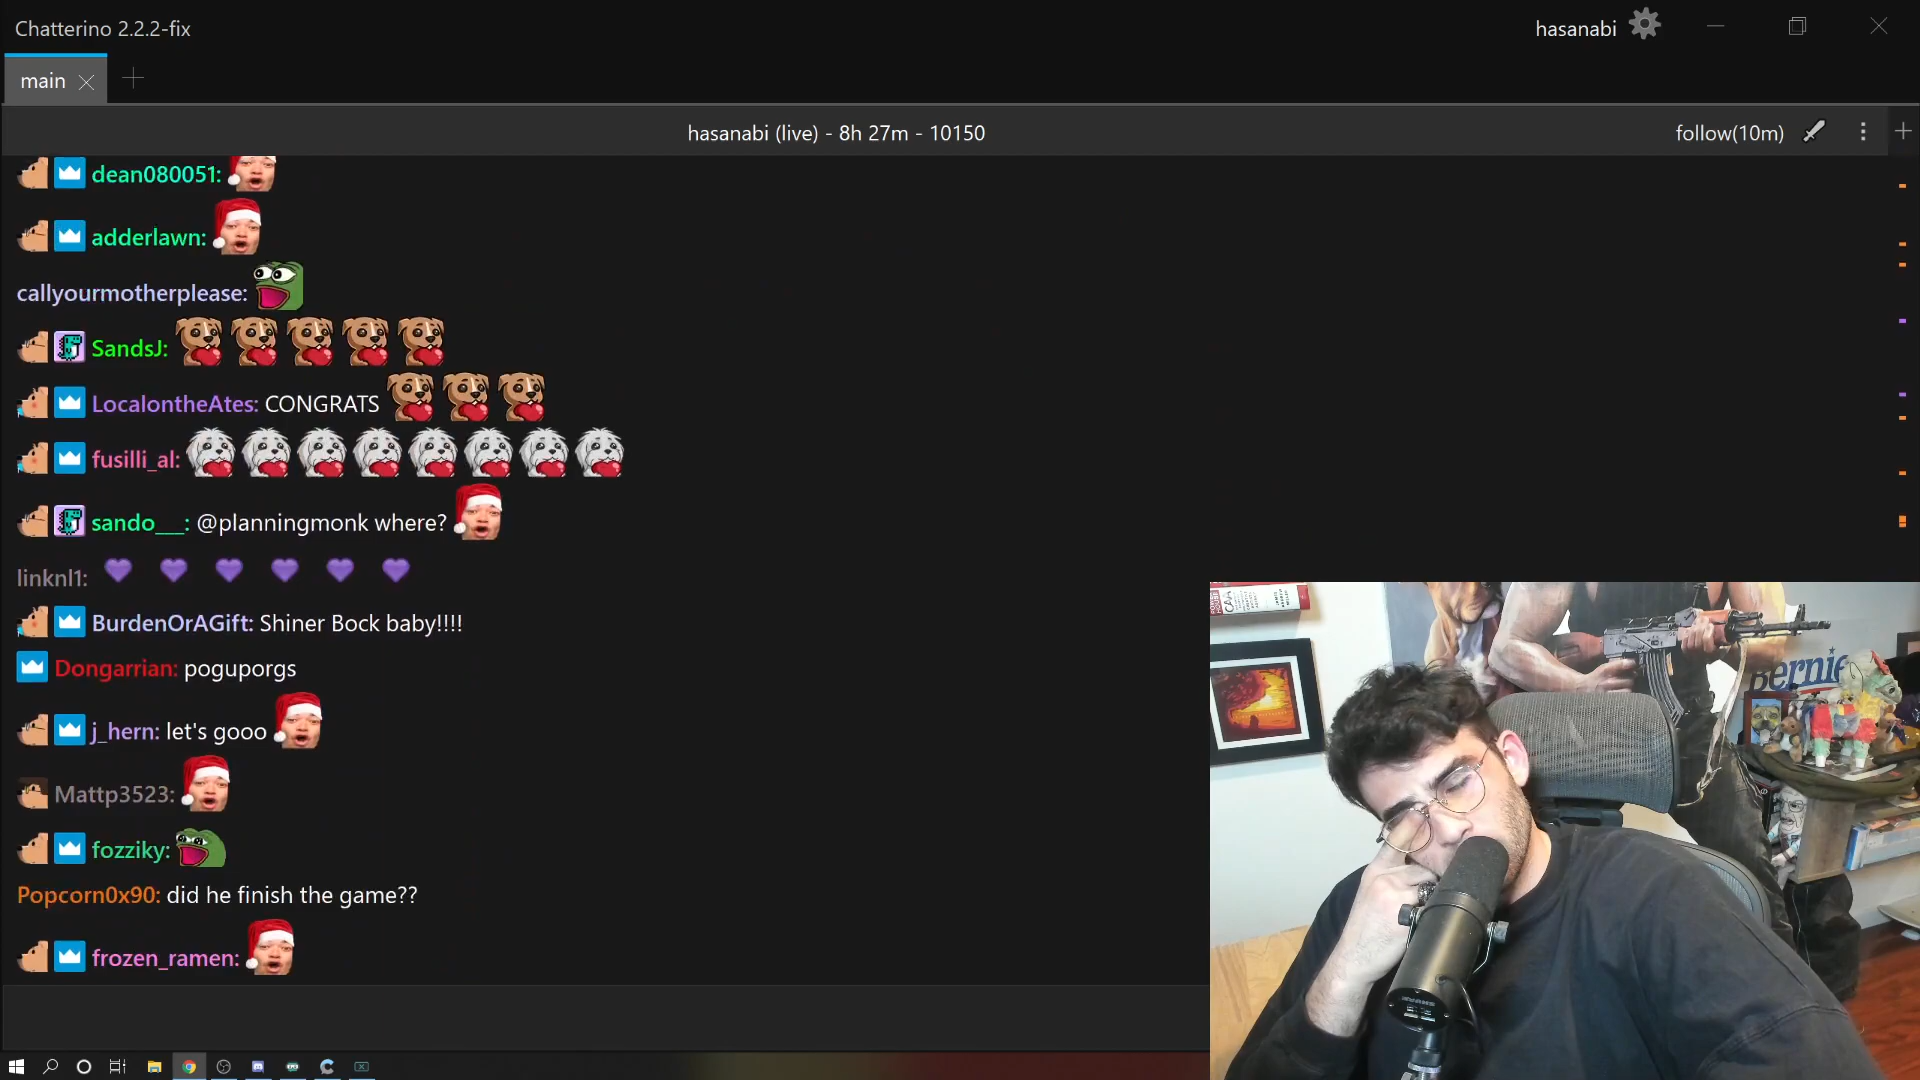 Chatterino 2.2.2-fix
hasanabi
main
hasanabi (live) - 8h 27m - 10150
follow(10m)
dean080051:
adderlawn:
callyourmotherplease:
SandsJ:
LocalontheAtes: CONGRATS
fusilli_al:
sando___: @planningmonk where?
linknl1:
BurdenOrAGift: Shiner Bock baby!!!!
Dongarrian: poguporgs
j_hern: let's gooo
Mattp3523:
fozziky:
Popcorn0x90: did he finish the game??
frozen_ramen:
Bernie